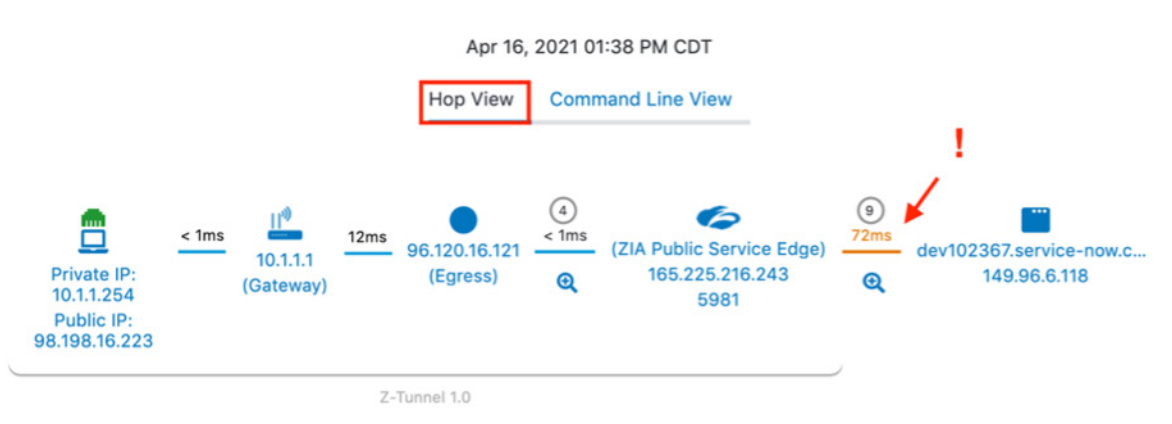 Apr 16, 2021 01:38 PM CDT
Hop View
Command Line View
!
Private IP:
10.1.1.254
Public IP:
98.198.16.223
< 1ms
10.1.1.1
(Gateway)
12ms
96.120.16.121
(Egress)
4
< 1ms
(ZIA Public Service Edge)
165.225.216.243
5981
9
72ms
dev102367.service-now.c...
149.96.6.118
Z-Tunnel 1.0